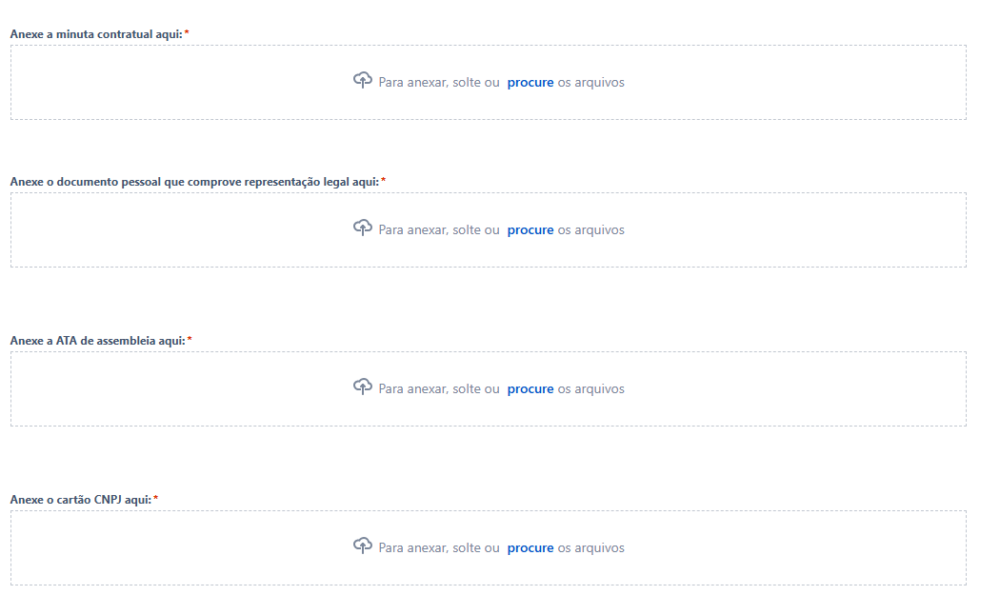 Anexe a minuta contratual aqui:*
Para anexar, solte ou procure os arquivos
Anexe o documento pessoal que comprove representação legal aqui:*
Para anexar, solte ou procure os arquivos
Anexe a ATA de assembleia aqui:*
Para anexar, solte ou procure os arquivos
Anexe o cartão CNPJ aqui:*
Para anexar, solte ou procure os arquivos